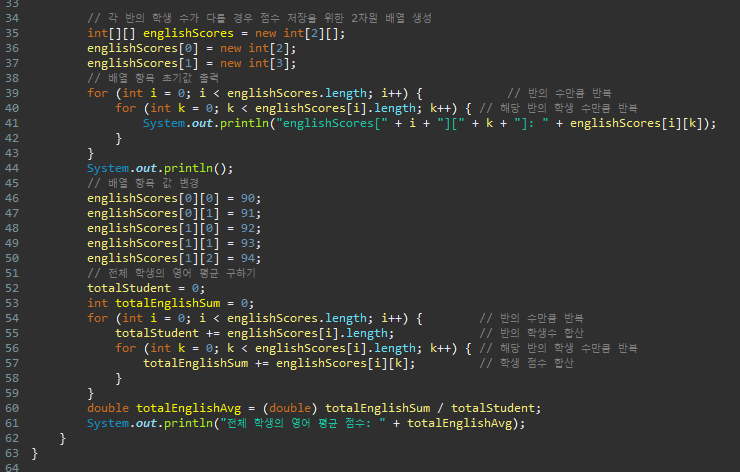 33
34 // 각 반의 학생 수가 다를 경우 점수 저장을 위한 2차원 배열 생성
35 int[][] englishScores = new int[2][];
36 englishScores[0] = new int[2];
37 englishScores[1] = new int[3];
38 // 배열 항목 초기값 출력
39 for (int i = 0; i < englishScores.length; i++) { // 반의 수만큼 반복
40 for (int k = 0; k < englishScores[i].length; k++) { // 해당 반의 학생 수만큼 반복
41 System.out.println("englishScores[" + i + "][" + k + "]: " + englishScores[i][k]);
42 }
43 }
44 System.out.println();
45 // 배열 항목 값 변경
46 englishScores[0][0] = 90;
47 englishScores[0][1] = 91;
48 englishScores[1][0] = 92;
49 englishScores[1][1] = 93;
50 englishScores[1][2] = 94;
51 // 전체 학생의 영어 평균 구하기
52 totalStudent = 0;
53 int totalEnglishSum = 0;
54 for (int i = 0; i < englishScores.length; i++) { // 반의 수만큼 반복
55 totalStudent += englishScores[i].length; // 반의 학생수 합산
56 for (int k = 0; k < englishScores[i].length; k++) { // 해당 반의 학생 수만큼 반복
57 totalEnglishSum += englishScores[i][k]; // 학생 점수 합산
58 }
59 }
60 double totalEnglishAvg = (double) totalEnglishSum / totalStudent;
61 System.out.println("전체 학생의 영어 평균 점수: " + totalEnglishAvg);
62 }
63 }
64